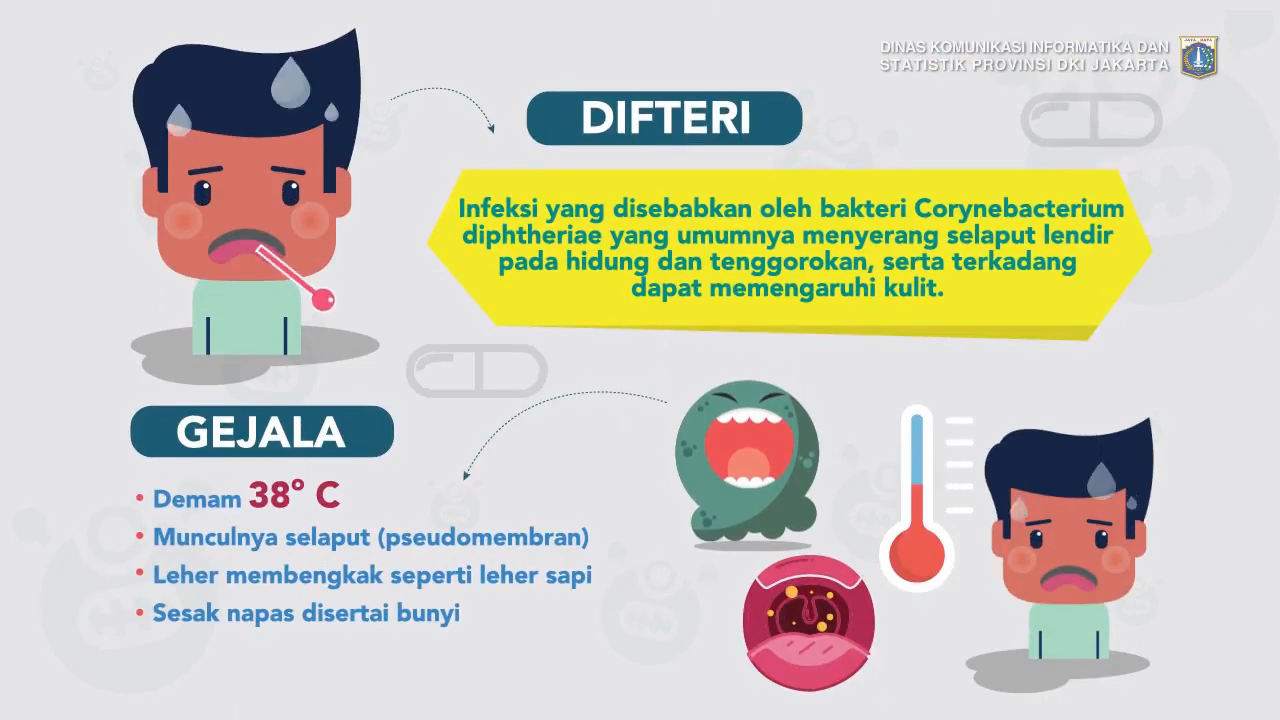 DINAS KOMUNIKASI INFORMATIKA DAN
STATISTIK PROVINSI DKI JAKARTA
JAYA RAYA
DIFTERI
Infeksi yang disebabkan oleh bakteri Corynebacterium
diphtheriae yang umumnya menyerang selaput lendir
pada hidung dan tenggorokan, serta terkadang
dapat memengaruhi kulit.
GEJALA
• Demam 38° C
• Munculnya selaput (pseudomembran)
• Leher membengkak seperti leher sapi
• Sesak napas disertai bunyi